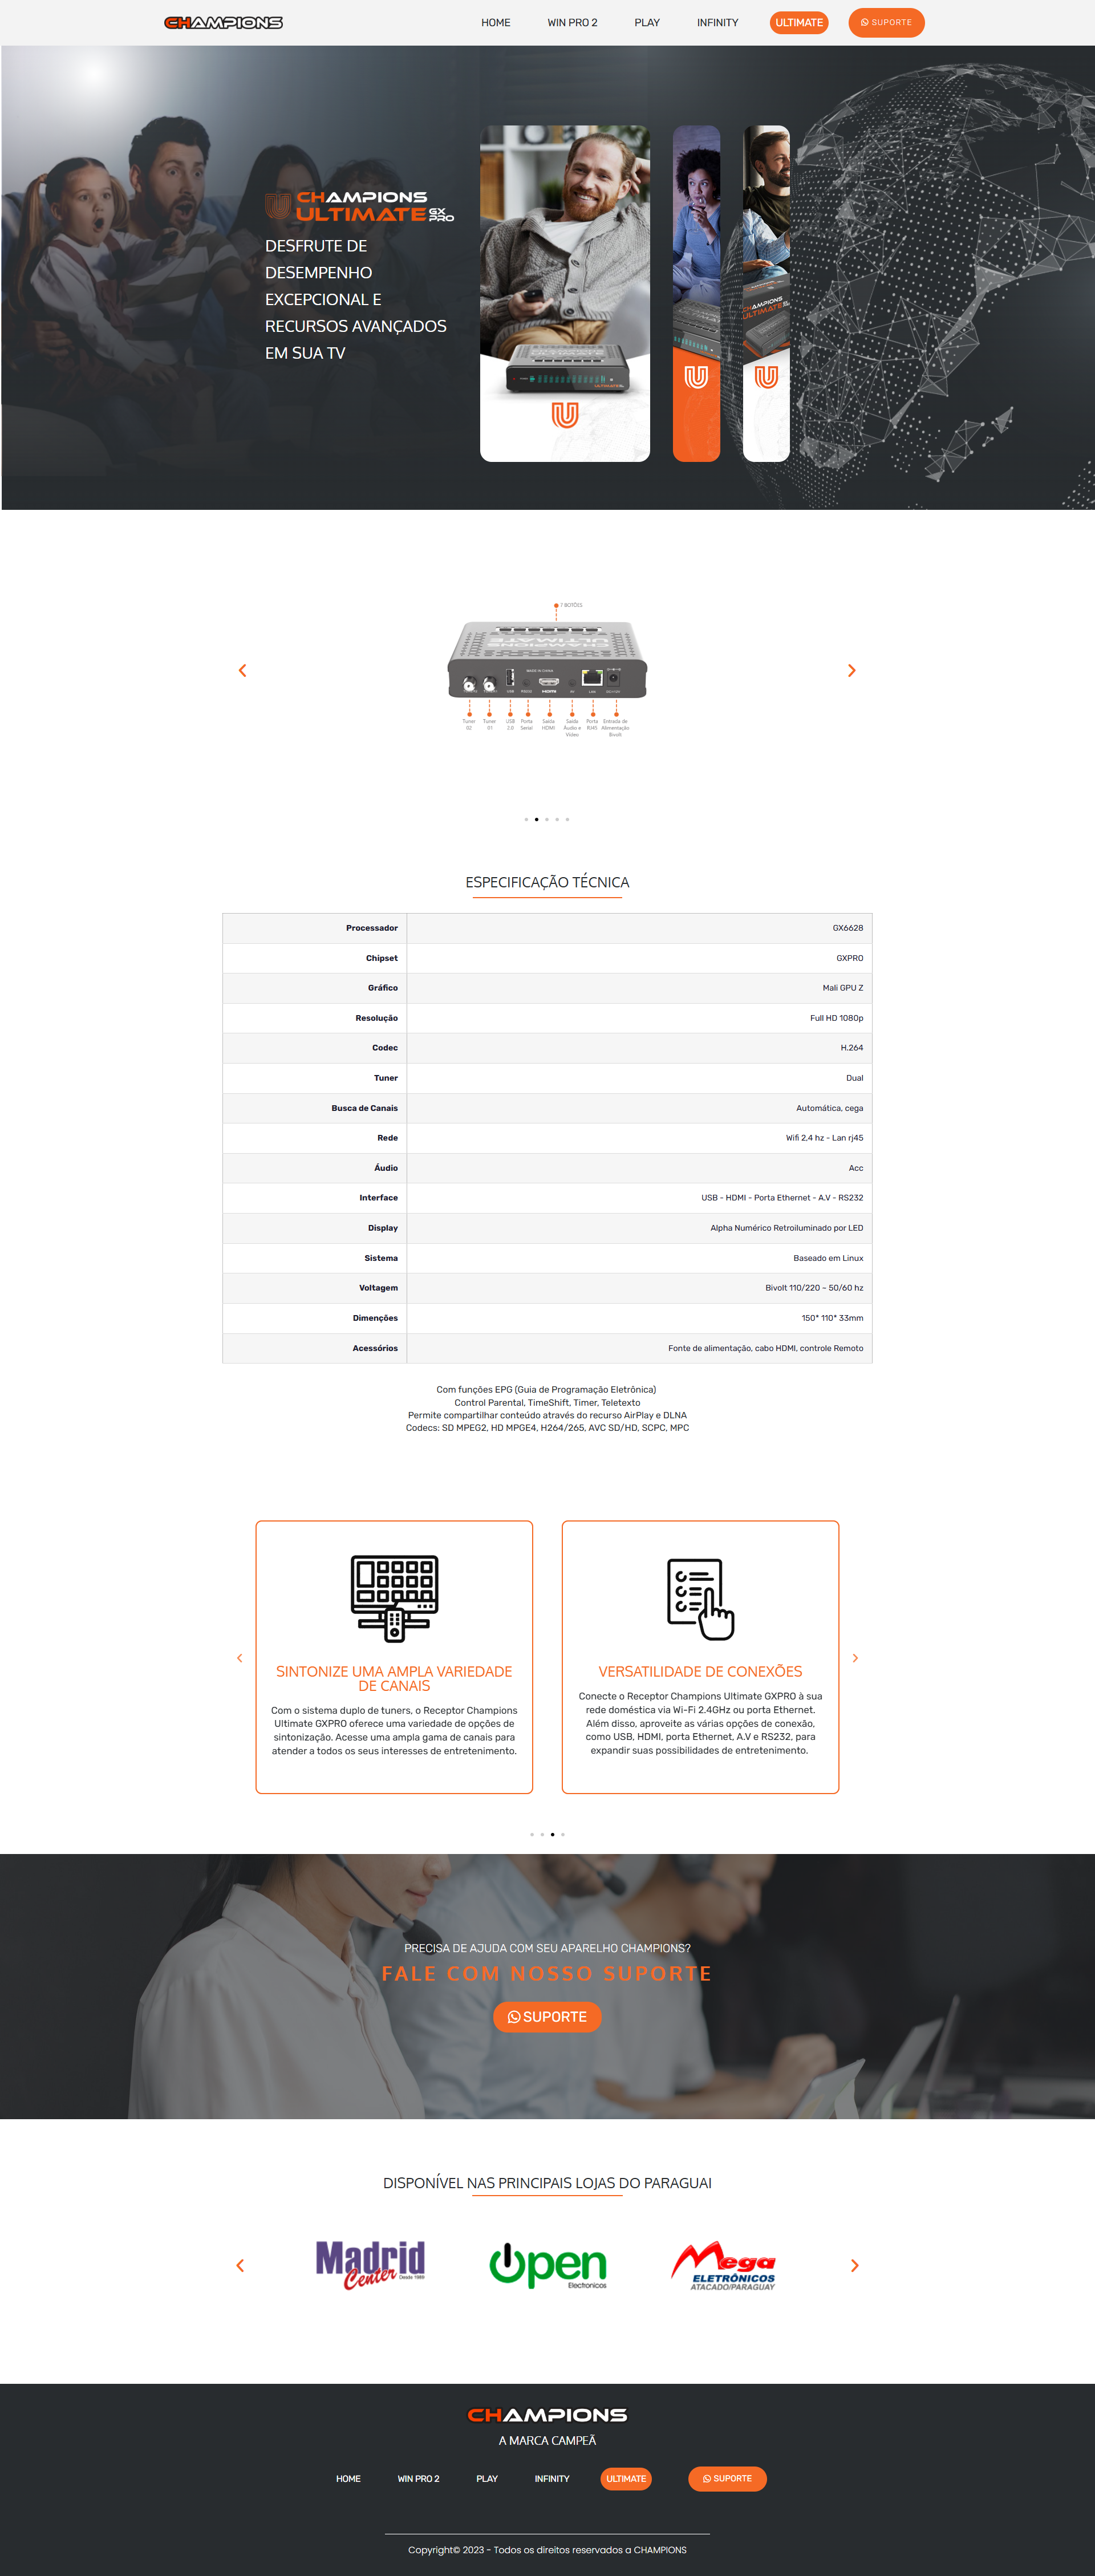 CHAMPIONS
HOME
WIN PRO 2
PLAY
INFINITY
ULTIMATE
SUPORTE
CHAMPIONS
ULTIMATE GX PRO
DESFRUTE DE
DESEMPENHO
EXCEPCIONAL E
RECURSOS AVANÇADOS
EM SUA TV
CHAMPIONS
ULTIMATE
7 BOTÕES
MADE IN CHINA
HDMI
Tuner 02
Tuner 01
USB 2.0
Porta Serial
Saída HDMI
Saída Áudio e Vídeo
Porta RJ45
Entrada de Alimentação Bivolt
ESPECIFICAÇÃO TÉCNICA
Processador GX6628
Chipset GXPRO
Gráfico Mali GPU Z
Resolução Full HD 1080p
Codec H.264
Tuner Dual
Busca de Canais Automática, cega
Rede Wifi 2,4 hz - Lan rj45
Áudio Acc
Interface USB - HDMI - Porta Ethernet - A.V - RS232
Display Alpha Numérico Retroiluminado por LED
Sistema Baseado em Linux
Voltagem Bivolt 110/220 ~ 50/60 hz
Dimenções 150* 110* 33mm
Acessórios Fonte de alimentação, cabo HDMI, controle Remoto
Com funções EPG (Guia de Programação Eletrônica)
Control Parental, TimeShift, Timer, Teletexto
Permite compartilhar conteúdo através do recurso AirPlay e DLNA
Codecs: SD MPEG2, HD MPGE4, H264/265, AVC SD/HD, SCPC, MPC
SINTONIZE UMA AMPLA VARIEDADE
DE CANAIS
Com o sistema duplo de tuners, o Receptor Champions
Ultimate GXPRO oferece uma variedade de opções de
sintonização. Acesse uma ampla gama de canais para
atender a todos os seus interesses de entretenimento.
VERSATILIDADE DE CONEXÕES
Conecte o Receptor Champions Ultimate GXPRO à sua
rede doméstica via Wi-Fi 2.4GHz ou porta Ethernet.
Além disso, aproveite as várias opções de conexão,
como USB, HDMI, porta Ethernet, A.V e RS232, para
expandir suas possibilidades de entretenimento.
PRECISA DE AJUDA COM SEU APARELHO CHAMPIONS?
FALE COM NOSSO SUPORTE
SUPORTE
DISPONÍVEL NAS PRINCIPAIS LOJAS DO PARAGUAI
Madrid
Center Desde 1989
Open
Electronicos
Mega
ELETRÔNICOS
ATACADO/PARAGUAY
CHAMPIONS
A MARCA CAMPEÃ
HOME
WIN PRO 2
PLAY
INFINITY
ULTIMATE
SUPORTE
Copyright© 2023 - Todos os direitos reservados a CHAMPIONS